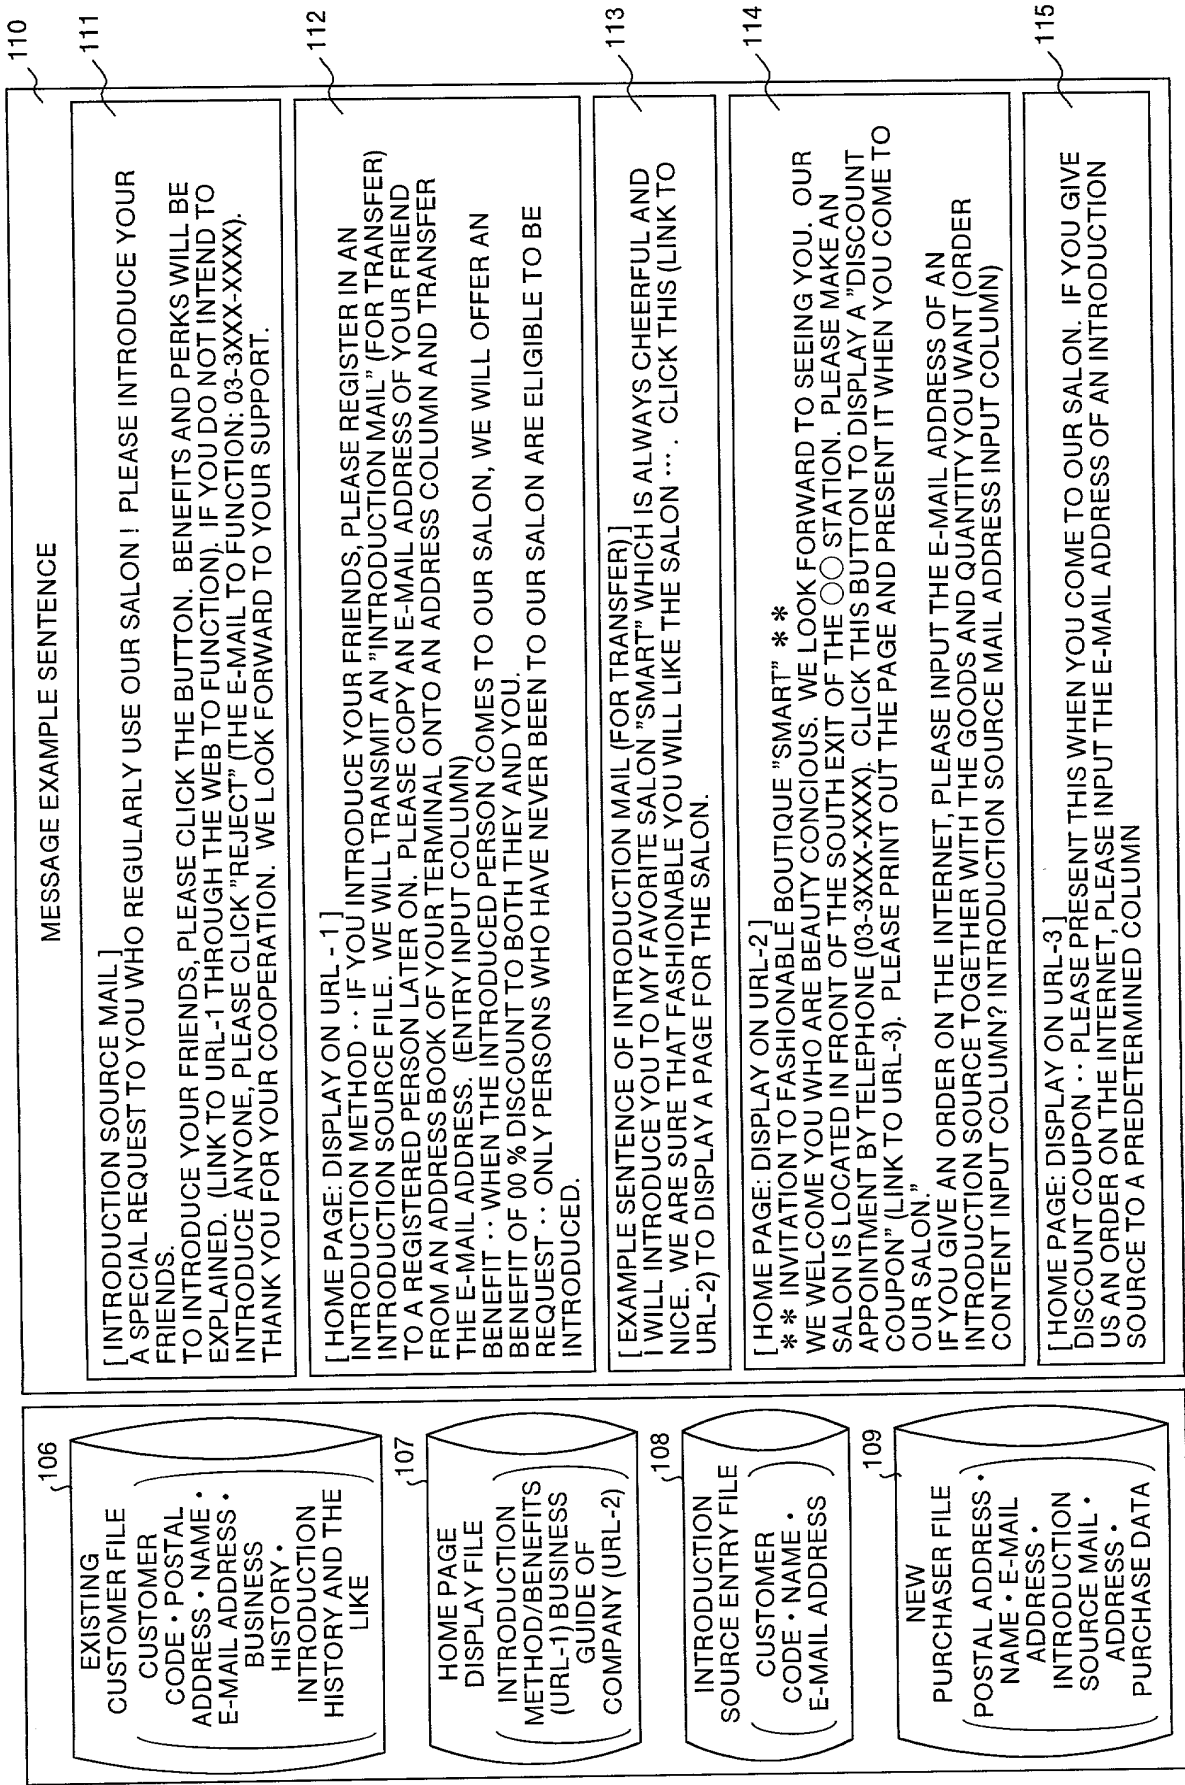 106
EXISTING
CUSTOMER FILE
CUSTOMER
CODE • POSTAL
ADDRESS • NAME •
E-MAIL ADDRESS •
BUSINESS
HISTORY •
INTRODUCTION
HISTORY AND THE
LIKE
107
HOME PAGE
DISPLAY FILE
INTRODUCTION
METHOD/BENEFITS
(URL-1) BUSINESS
GUIDE OF
COMPANY (URL-2)
108
INTRODUCTION
SOURCE ENTRY FILE
CUSTOMER
CODE • NAME •
E-MAIL ADDRESS
109
NEW
PURCHASER FILE
POSTAL ADDRESS •
NAME • E-MAIL
ADDRESS •
INTRODUCTION
SOURCE MAIL •
ADDRESS •
PURCHASE DATA
110
MESSAGE EXAMPLE SENTENCE
111
[ INTRODUCTION SOURCE MAIL ]
A SPECIAL REQUEST TO YOU WHO REGULARLY USE OUR SALON ! PLEASE INTRODUCE YOUR
FRIENDS.
TO INTRODUCE YOUR FRIENDS, PLEASE CLICK THE BUTTON. BENEFITS AND PERKS WILL BE
EXPLAINED. (LINK TO URL-1 THROUGH THE WEB TO FUNCTION). IF YOU DO NOT INTEND TO
INTRODUCE ANYONE, PLEASE CLICK "REJECT" (THE E-MAIL TO FUNCTION: 03-3XXX-XXXX).
THANK YOU FOR YOUR COOPERATION. WE LOOK FORWARD TO YOUR SUPPORT.
112
[ HOME PAGE: DISPLAY ON URL - 1 ]
INTRODUCTION METHOD ·· IF YOU INTRODUCE YOUR FRIENDS, PLEASE REGISTER IN AN
INTRODUCTION SOURCE FILE. WE WILL TRANSMIT AN "INTRODUCTION MAIL" (FOR TRANSFER)
TO A REGISTERED PERSON LATER ON. PLEASE COPY AN E-MAIL ADDRESS OF YOUR FRIEND
FROM AN ADDRESS BOOK OF YOUR TERMINAL ONTO AN ADDRESS COLUMN AND TRANSFER
THE E-MAIL ADDRESS. (ENTRY INPUT COLUMN)
BENEFIT ·· WHEN THE INTRODUCED PERSON COMES TO OUR SALON, WE WILL OFFER AN
BENEFIT OF 00 % DISCOUNT TO BOTH THEY AND YOU.
REQUEST ·· ONLY PERSONS WHO HAVE NEVER BEEN TO OUR SALON ARE ELIGIBLE TO BE
INTRODUCED.
113
[ EXAMPLE SENTENCE OF INTRODUCTION MAIL (FOR TRANSFER) ]
I WILL INTRODUCE YOU TO MY FAVORITE SALON "SMART" WHICH IS ALWAYS CHEERFUL AND
NICE. WE ARE SURE THAT FASHIONABLE YOU WILL LIKE THE SALON ···. CLICK THIS (LINK TO
URL-2) TO DISPLAY A PAGE FOR THE SALON.
114
[ HOME PAGE: DISPLAY ON URL-2 ]
** INVITATION TO FASHIONABLE BOUTIQUE "SMART" **
WE WELCOME YOU WHO ARE BEAUTY CONCIOUS. WE LOOK FORWARD TO SEEING YOU. OUR
SALON IS LOCATED IN FRONT OF THE SOUTH EXIT OF THE ○○ STATION. PLEASE MAKE AN
APPOINTMENT BY TELEPHONE (03-3XXX-XXXX). CLICK THIS BUTTON TO DISPLAY A "DISCOUNT
COUPON" (LINK TO URL-3). PLEASE PRINT OUT THE PAGE AND PRESENT IT WHEN YOU COME TO
OUR SALON."
IF YOU GIVE AN ORDER ON THE INTERNET, PLEASE INPUT THE E-MAIL ADDRESS OF AN
INTRODUCTION SOURCE TOGETHER WITH THE GOODS AND QUANTITY YOU WANT (ORDER
CONTENT INPUT COLUMN? INTRODUCTION SOURCE MAIL ADDRESS INPUT COLUMN)
115
[ HOME PAGE: DISPLAY ON URL-3 ]
DISCOUNT COUPON ·· PLEASE PRESENT THIS WHEN YOU COME TO OUR SALON. IF YOU GIVE
US AN ORDER ON THE INTERNET, PLEASE INPUT THE E-MAIL ADDRESS OF AN INTRODUCTION
SOURCE TO A PREDETERMINED COLUMN